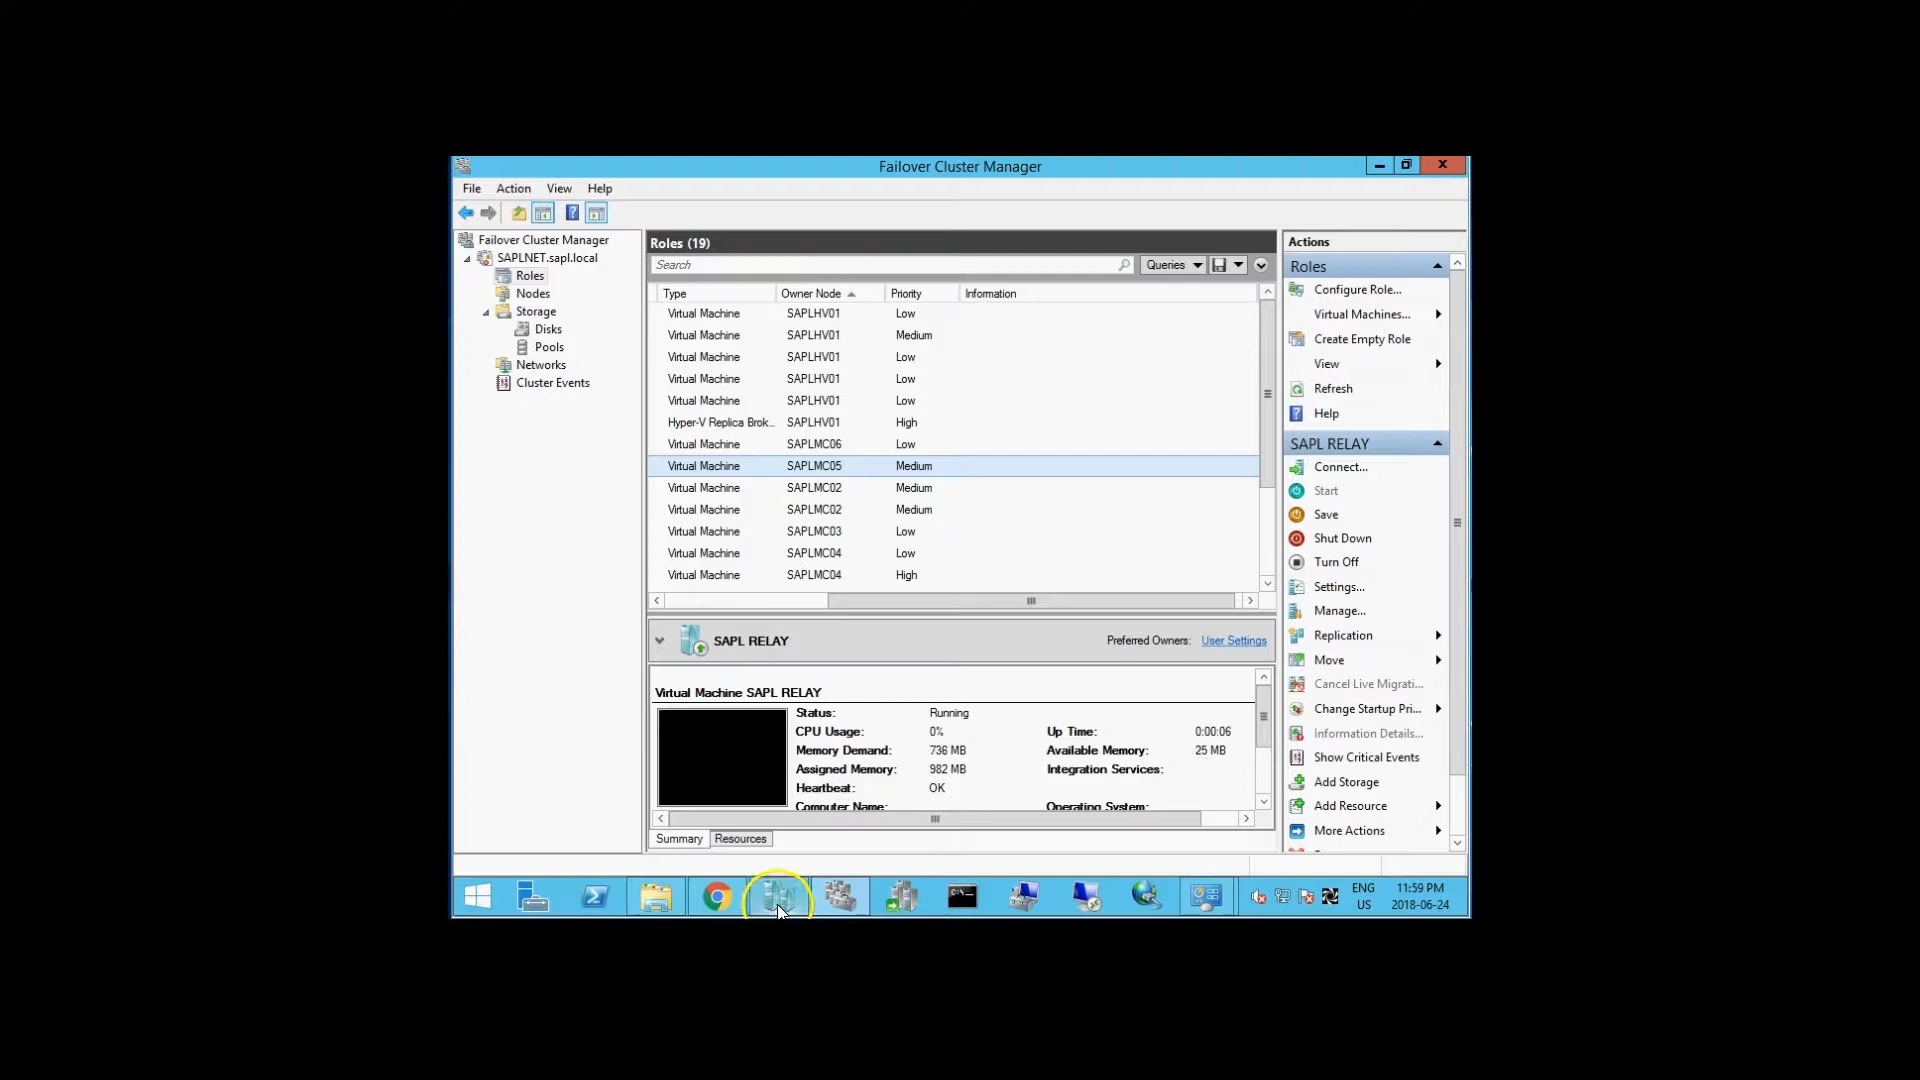 Failover Cluster Manager
File Action View Help
Failover Cluster Manager
SAPLNET.sapl.local
Roles
Nodes
Storage
Disks
Pools
Networks
Cluster Events
Roles (19)
Search
Queries
Type Owner Node Priority Information
Virtual Machine SAPLHV01 Low
Virtual Machine SAPLHV01 Medium
Virtual Machine SAPLHV01 Low
Virtual Machine SAPLHV01 Low
Virtual Machine SAPLHV01 Low
Hyper-V Replica Brok... SAPLHV01 High
Virtual Machine SAPLMC06 Low
Virtual Machine SAPLMC05 Medium
Virtual Machine SAPLMC02 Medium
Virtual Machine SAPLMC02 Medium
Virtual Machine SAPLMC03 Low
Virtual Machine SAPLMC04 Low
Virtual Machine SAPLMC04 High
SAPL RELAY Preferred Owners: User Settings
Virtual Machine SAPL RELAY
Status: Running
CPU Usage: 0% Up Time: 0:00:06
Memory Demand: 736 MB Available Memory: 25 MB
Assigned Memory: 982 MB Integration Services:
Heartbeat: OK
Computer Name: Operating System:
Summary Resources
Actions
Roles
Configure Role...
Virtual Machines...
Create Empty Role
View
Refresh
Help
SAPL RELAY
Connect...
Start
Save
Shut Down
Turn Off
Settings...
Manage...
Replication
Move
Cancel Live Migrati...
Change Startup Pri...
Information Details...
Show Critical Events
Add Storage
Add Resource
More Actions
ENG 11:59 PM
US 2018-06-24